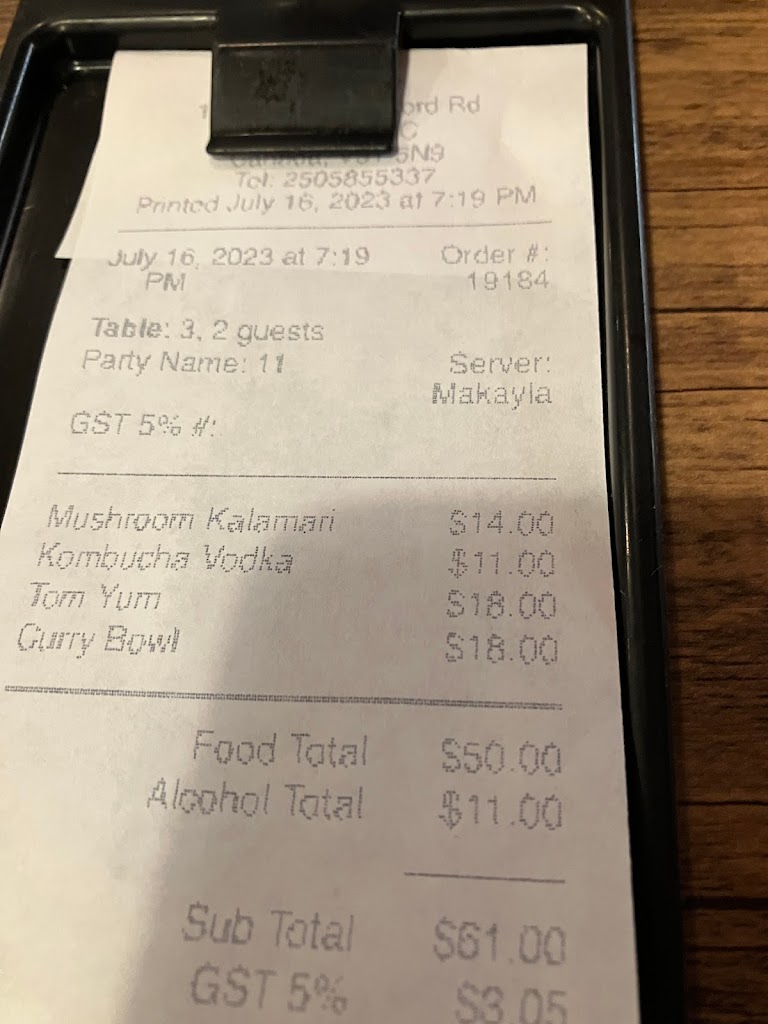 ord Rd
C
5N9
Tel: 2505855337
Printed July 16, 2023 at 7:19 PM
July 16, 2023 at 7:19 PM
Order #: 19184
Table: 3, 2 guests
Party Name: 11
Server: Makayla
GST 5% #:
Mushroom Kalamari $14.00
Kombucha Vodka $11.00
Tom Yum $18.00
Curry Bowl $18.00
Food Total $50.00
Alcohol Total $11.00
Sub Total $61.00
GST 5% $3.05